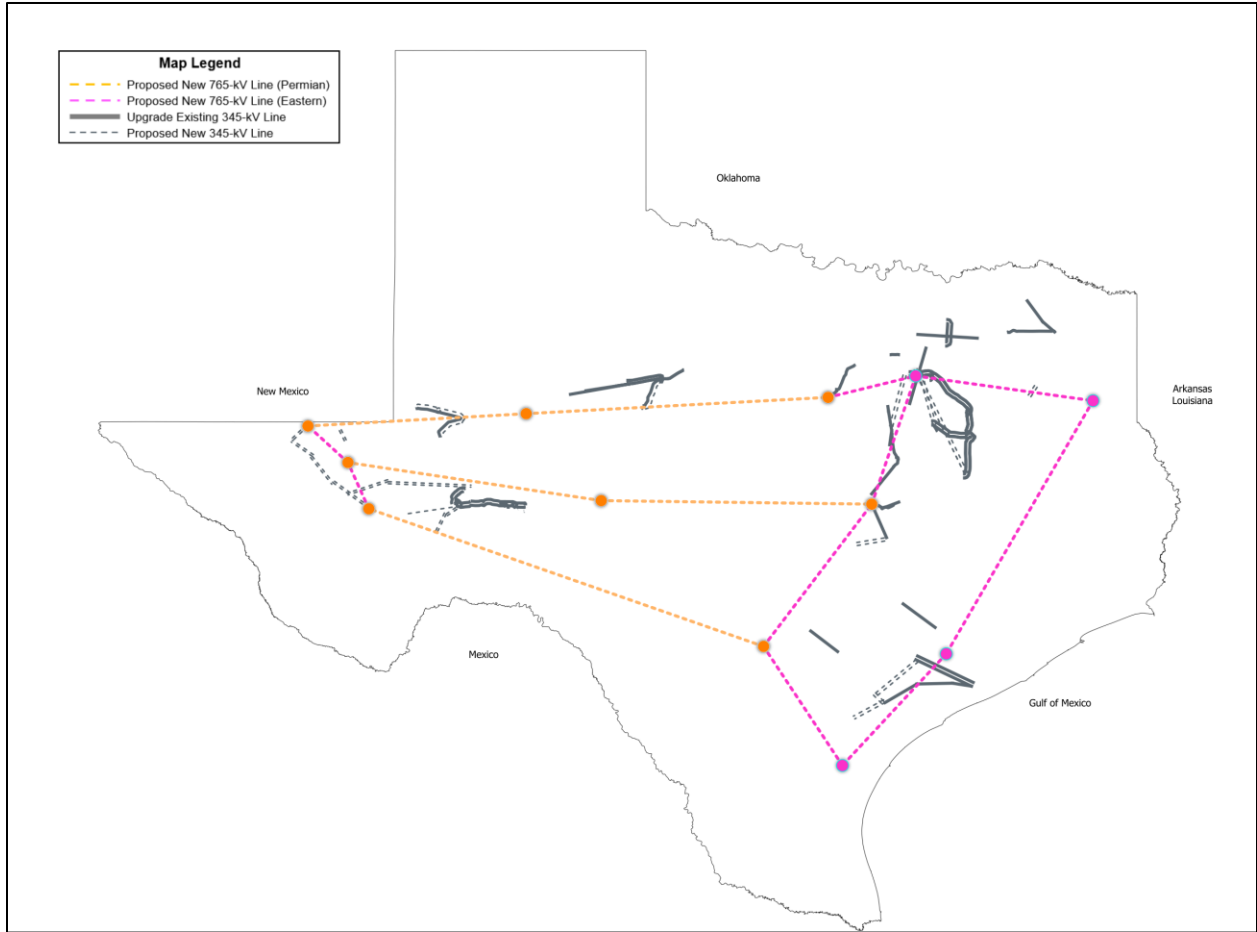 Map Legend
Proposed New 765-kV Line (Permian)
Proposed New 765-kV Line (Eastern)
Upgrade Existing 345-kV Line
Proposed New 345-kV Line
Oklahoma
New Mexico
Arkansas
Louisiana
Mexico
Gulf of Mexico